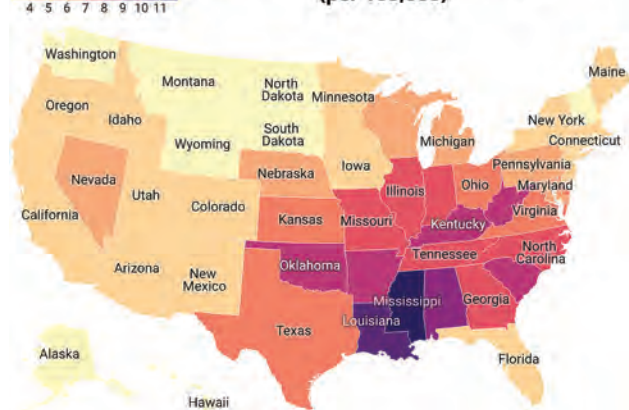 4 5 6 7 8 9 10 11
Washington
Montana
North
Dakota
Minnesota
Maine
Oregon
Idaho
Wyoming
South
Dakota
Michigan
New York
Connecticut
Nevada
Utah
Nebraska
Iowa
Illinois
Ohio
Pennsylvania
Maryland
California
Colorado
Kansas
Missouri
Kentucky
Virginia
Arizona
New
Mexico
Oklahoma
Tennessee
North
Carolina
Texas
Louisiana
Mississippi
Georgia
Alaska
Hawaii
Florida